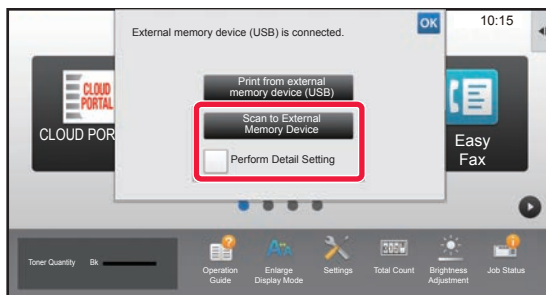 External memory device (USB) is connected.
OK
10:15
Print from external
memory device (USB)
CLOUD
PORTAL
Scan to External
Memory Device
CLOUD POR
Perform Detail Setting
Easy
Fax
Toner Quantity Bk
Operation
Guide
Enlarge
Display Mode
Settings
Total Count
Brightness
Adjustment
Job Status